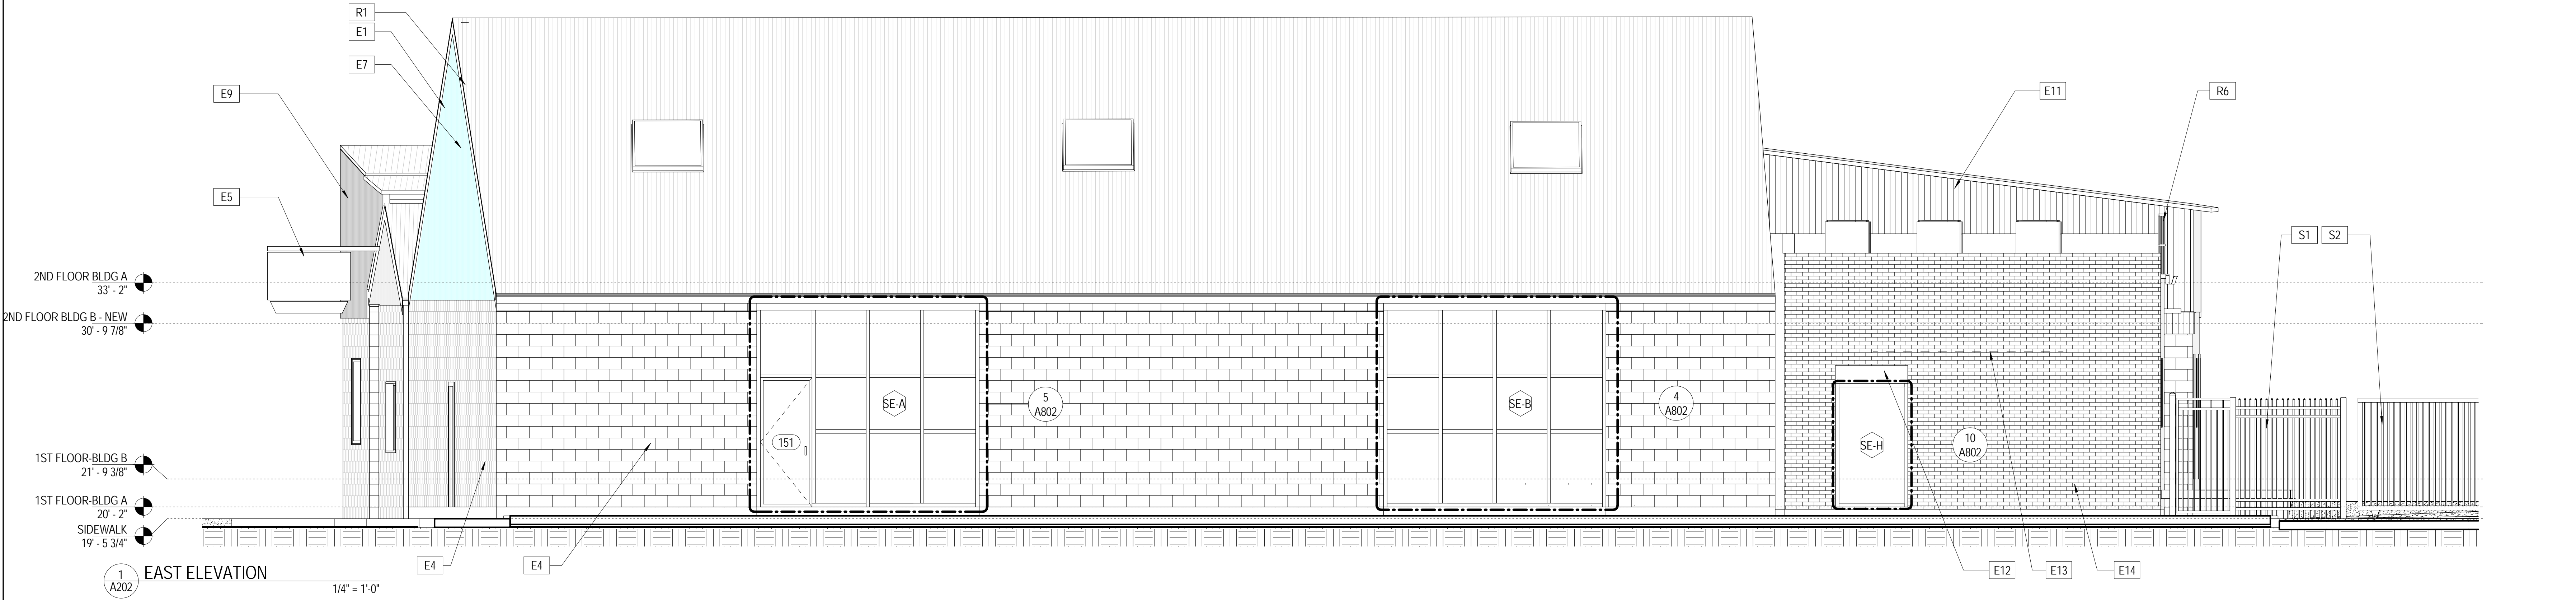 R1
E1
E7
E9
E5
E11
R6
S1 S2
2ND FLOOR BLDG A
33' - 2"
2ND FLOOR BLDG B - NEW
30' - 9 7/8"
1ST FLOOR-BLDG B
21' - 9 3/8"
1ST FLOOR-BLDG A
20' - 2"
SIDEWALK
19' - 5 3/4"
SE-A
151
5
A802
SE-B
4
A802
SE-H
10
A802
E4
E4
E12
E13
E14
1
A202
EAST ELEVATION
1/4" = 1'-0"